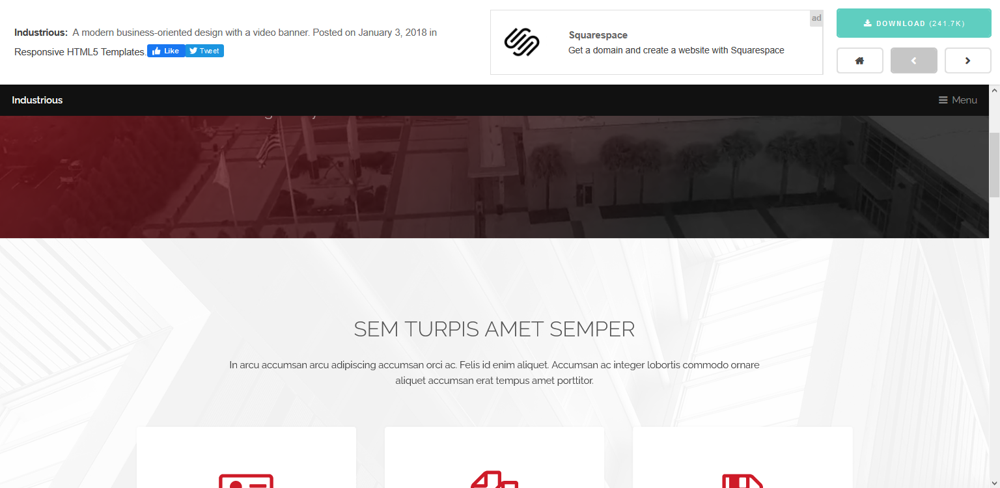 Industrious: A modern business-oriented design with a video banner. Posted on January 3, 2018 in
Responsive HTML5 Templates.
Like
Tweet
ad
Squarespace
Get a domain and create a website with Squarespace
DOWNLOAD (241.7K)
Industrious
Menu
SEM TURPIS AMET SEMPER
In arcu accumsan arcu adipiscing accumsan orci ac. Felis id enim aliquet. Accumsan ac integer lobortis commodo ornare
aliquet accumsan erat tempus amet porttitor.